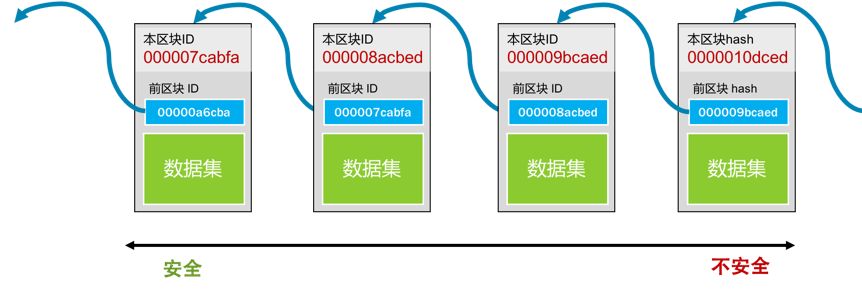 本区块ID
000007cabfa
前区块 ID
00000a6cba
数据集
本区块ID
000008acbed
前区块 ID
000007cabfa
数据集
本区块ID
000009bcaed
前区块 ID
000008acbed
数据集
本区块hash
0000010dced
前区块 hash
000009bcaed
数据集
安全
不安全